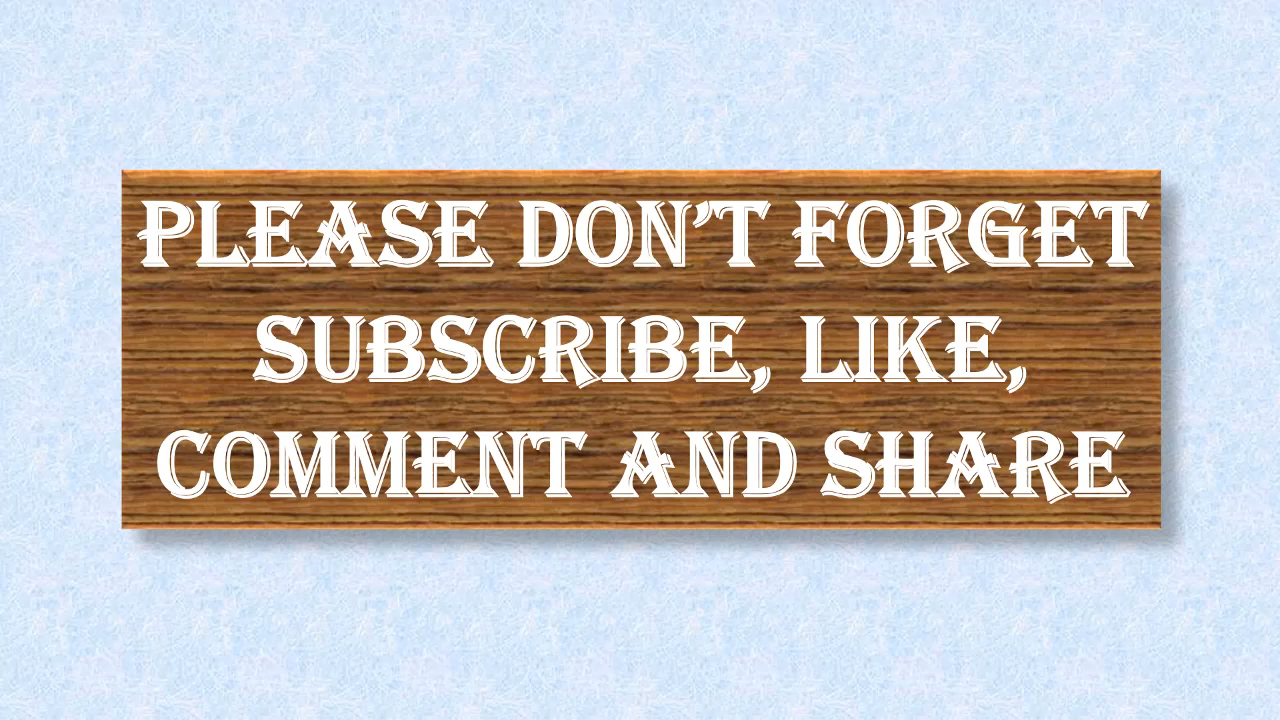 PLEASE DON’T FORGET
SUBSCRIBE, LIKE,
COMMENT AND SHARE